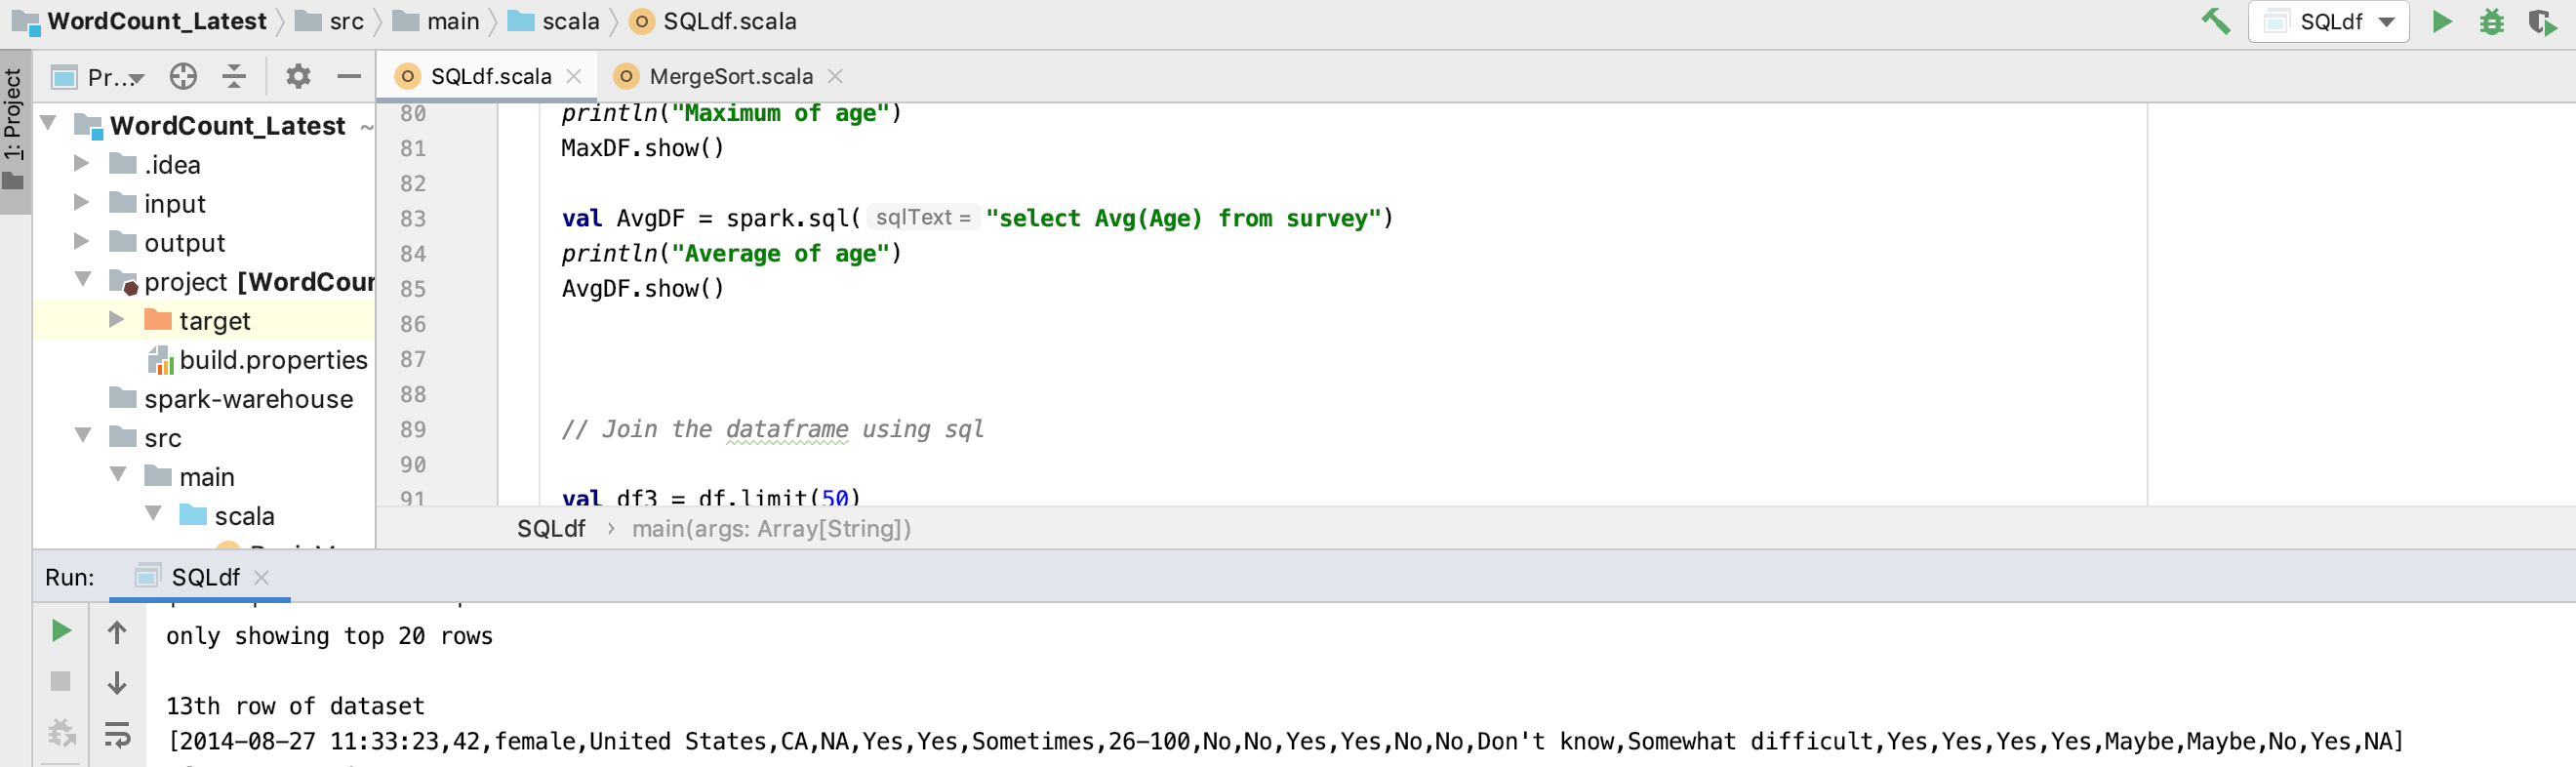 WordCount_Latest src main scala SQLdf.scala SQLdf
1: Project
Pr... SQLdf.scala MergeSort.scala
WordCount_Latest ~
.idea
input
output
project [WordCour
target
build.properties
spark-warehouse
src
main
scala
80 println("Maximum of age")
81 MaxDF.show()
82
83 val AvgDF = spark.sql( sqlText = "select Avg(Age) from survey")
84 println("Average of age")
85 AvgDF.show()
86
87
88
89 // Join the dataframe using sql
90
91 val df3 = df.limit(50)
SQLdf › main(args: Array[String])
Run: SQLdf
only showing top 20 rows
13th row of dataset
[2014-08-27 11:33:23,42,female,United States,CA,NA,Yes,Yes,Sometimes,26-100,No,No,Yes,Yes,No,No,Don't know,Somewhat difficult,Yes,Yes,Yes,Yes,Maybe,Maybe,No,Yes,NA]